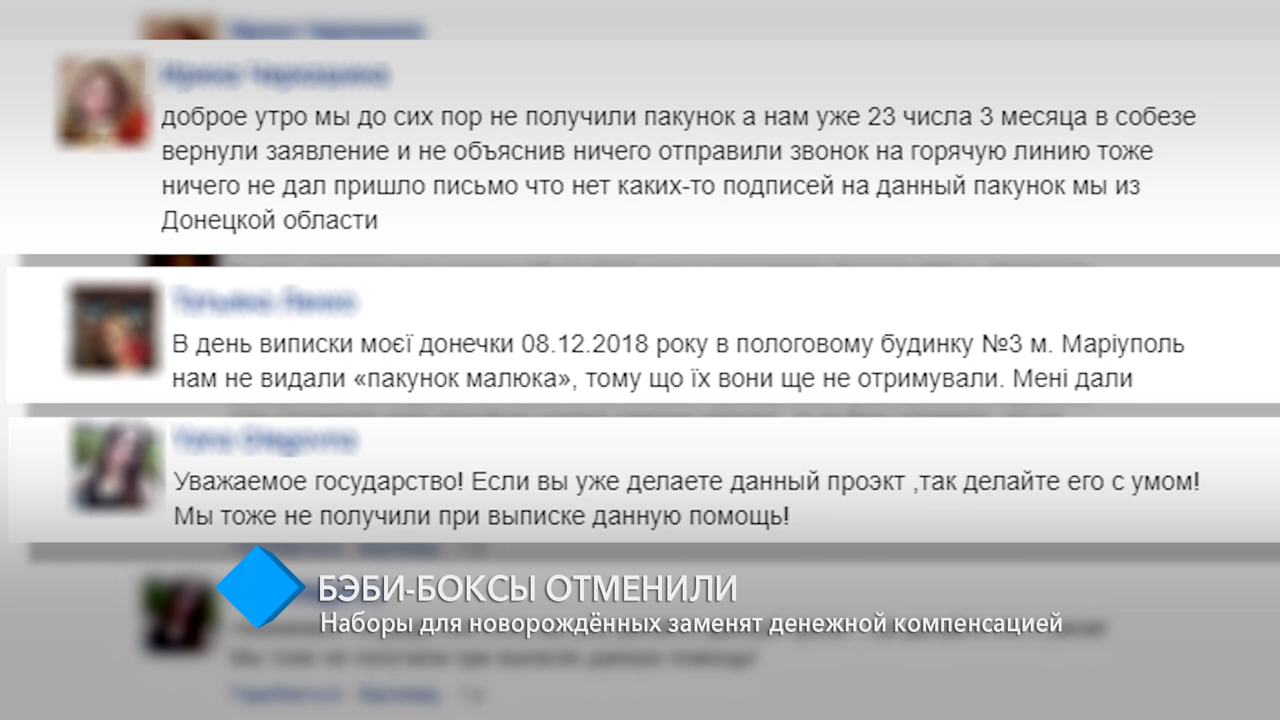 доброе утро мы до сих пор не получили пакунок а нам уже 23 числа 3 месяца в собезе
вернули заявление и не объяснив ничего отправили звонок на горячую линию тоже
ничего не дал пришло письмо что нет каких-то подписей на данный пакунок мы из
Донецкой области
В день виписки моєї донечки 08.12.2018 року в пологовому будинку №3 м. Маріуполь
нам не видали «пакунок малюка», тому що їх вони ще не отримували. Мені дали
Уважаемое государство! Если вы уже делаете данный проэкт ,так делайте его с умом!
Мы тоже не получили при выписке данную помощь!
БЭБИ-БОКСЫ ОТМЕНИЛИ
Наборы для новорождённых заменят денежной компенсацией